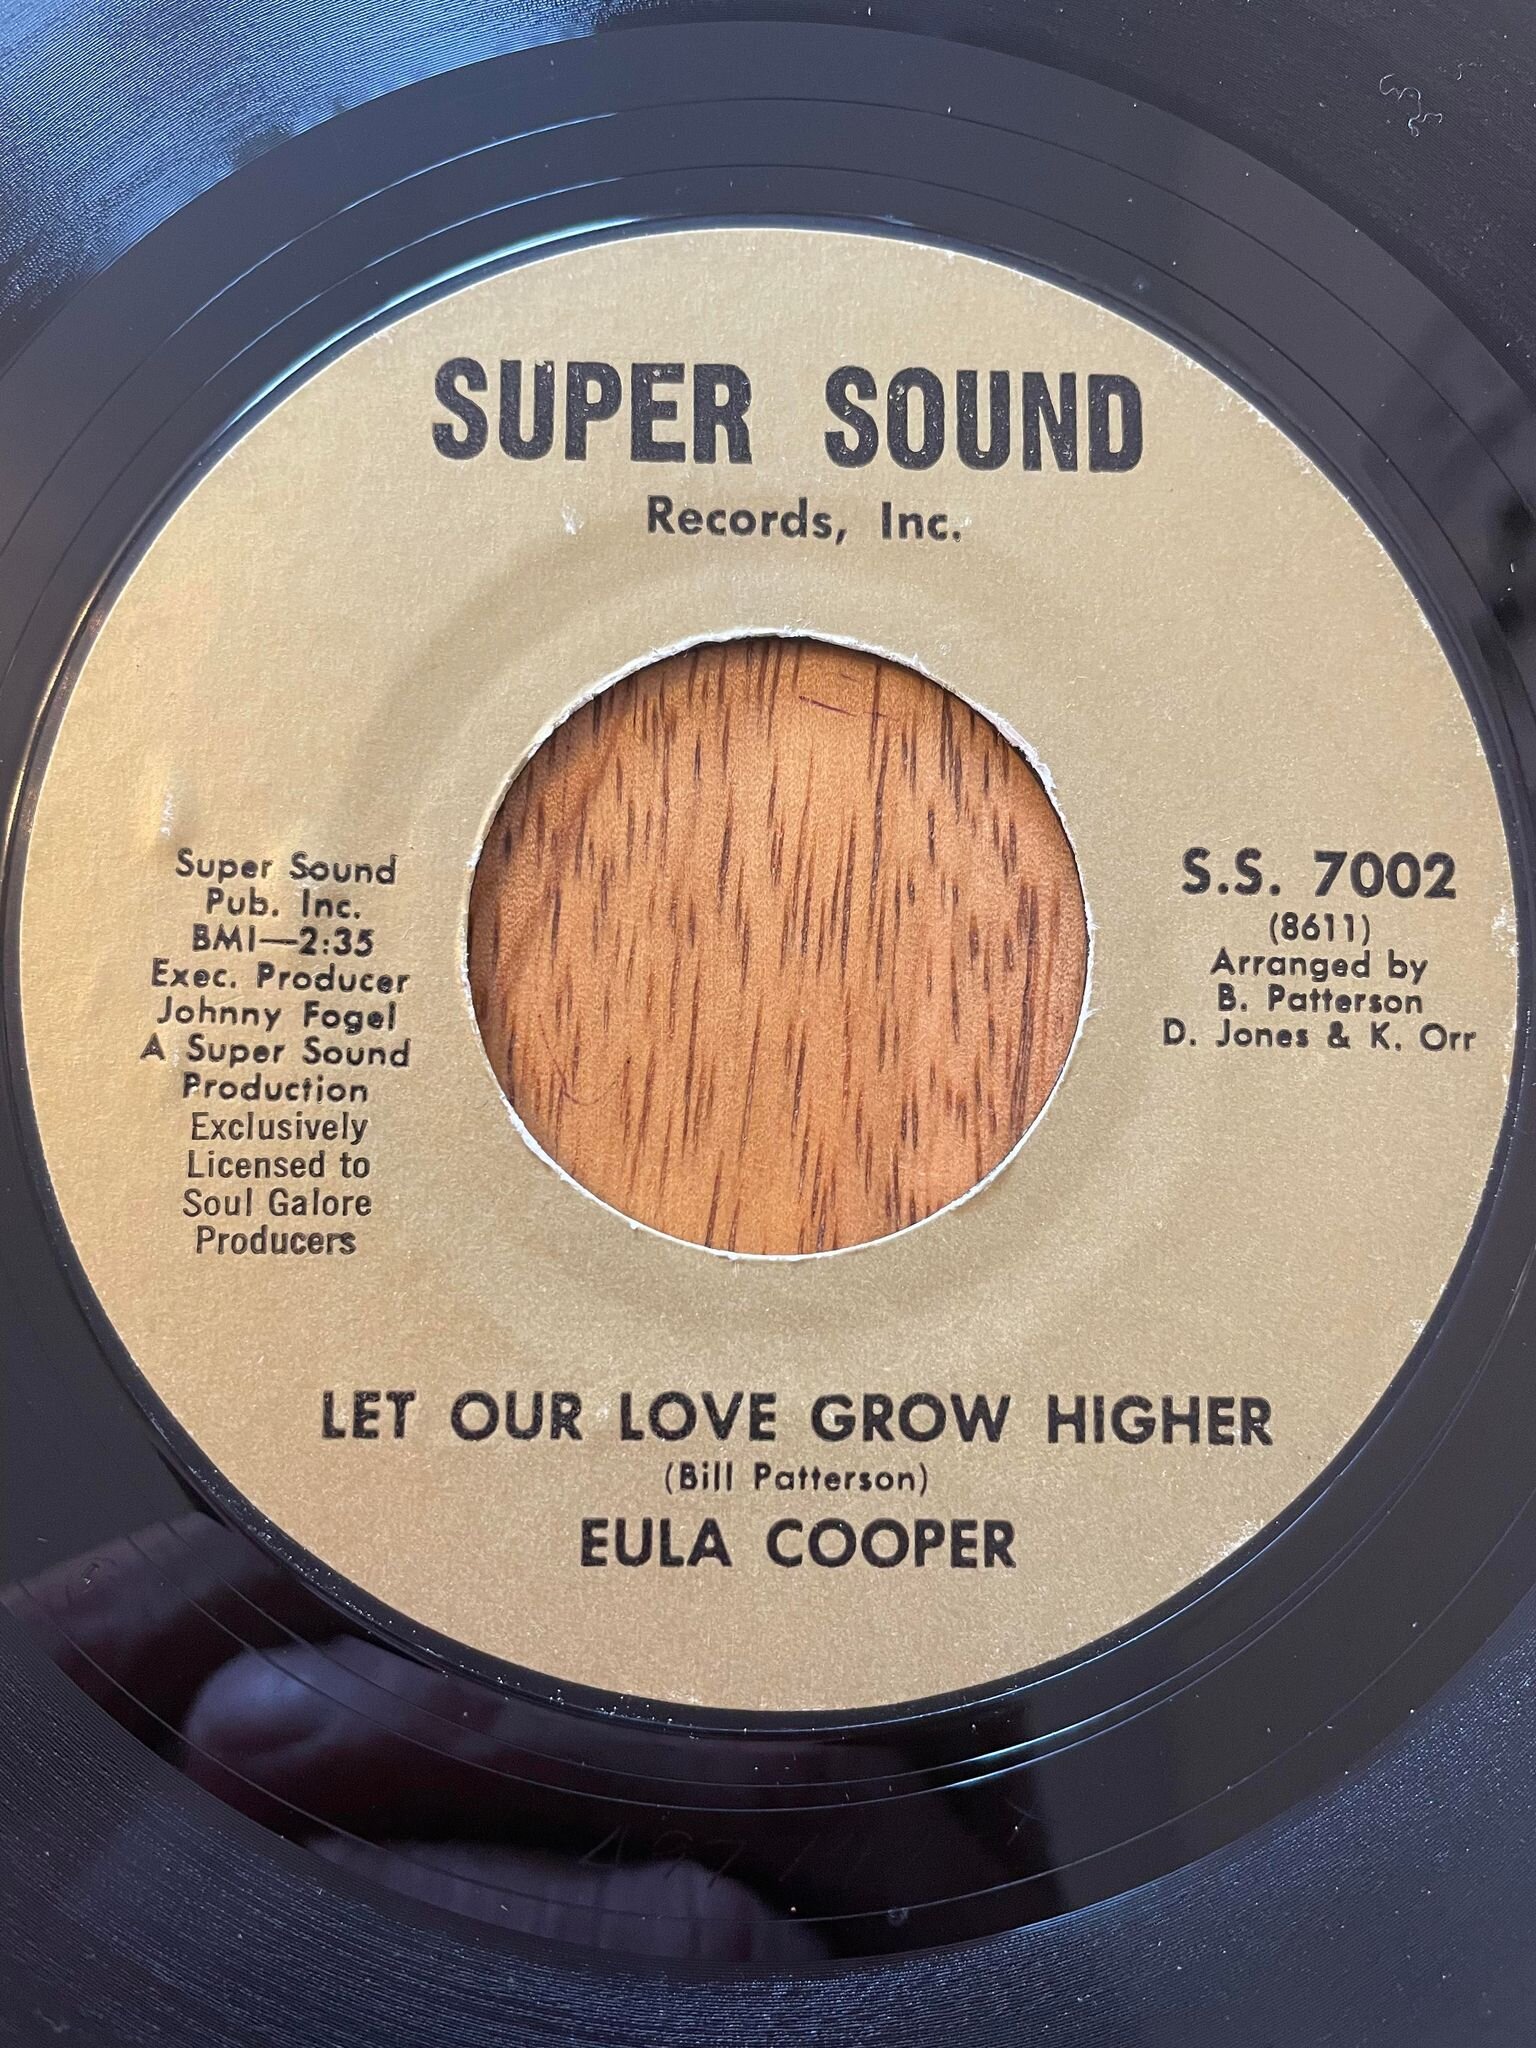 SUPER SOUND
Records, Inc.
Super Sound
Pub. Inc.
BMI—2:35
Exec. Producer
Johnny Fogel
A Super Sound
Production
Exclusively
Licensed to
Soul Galore
Producers
S.S. 7002
(8611)
Arranged by
B. Patterson
D. Jones & K. Orr
LET OUR LOVE GROW HIGHER
(Bill Patterson)
EULA COOPER